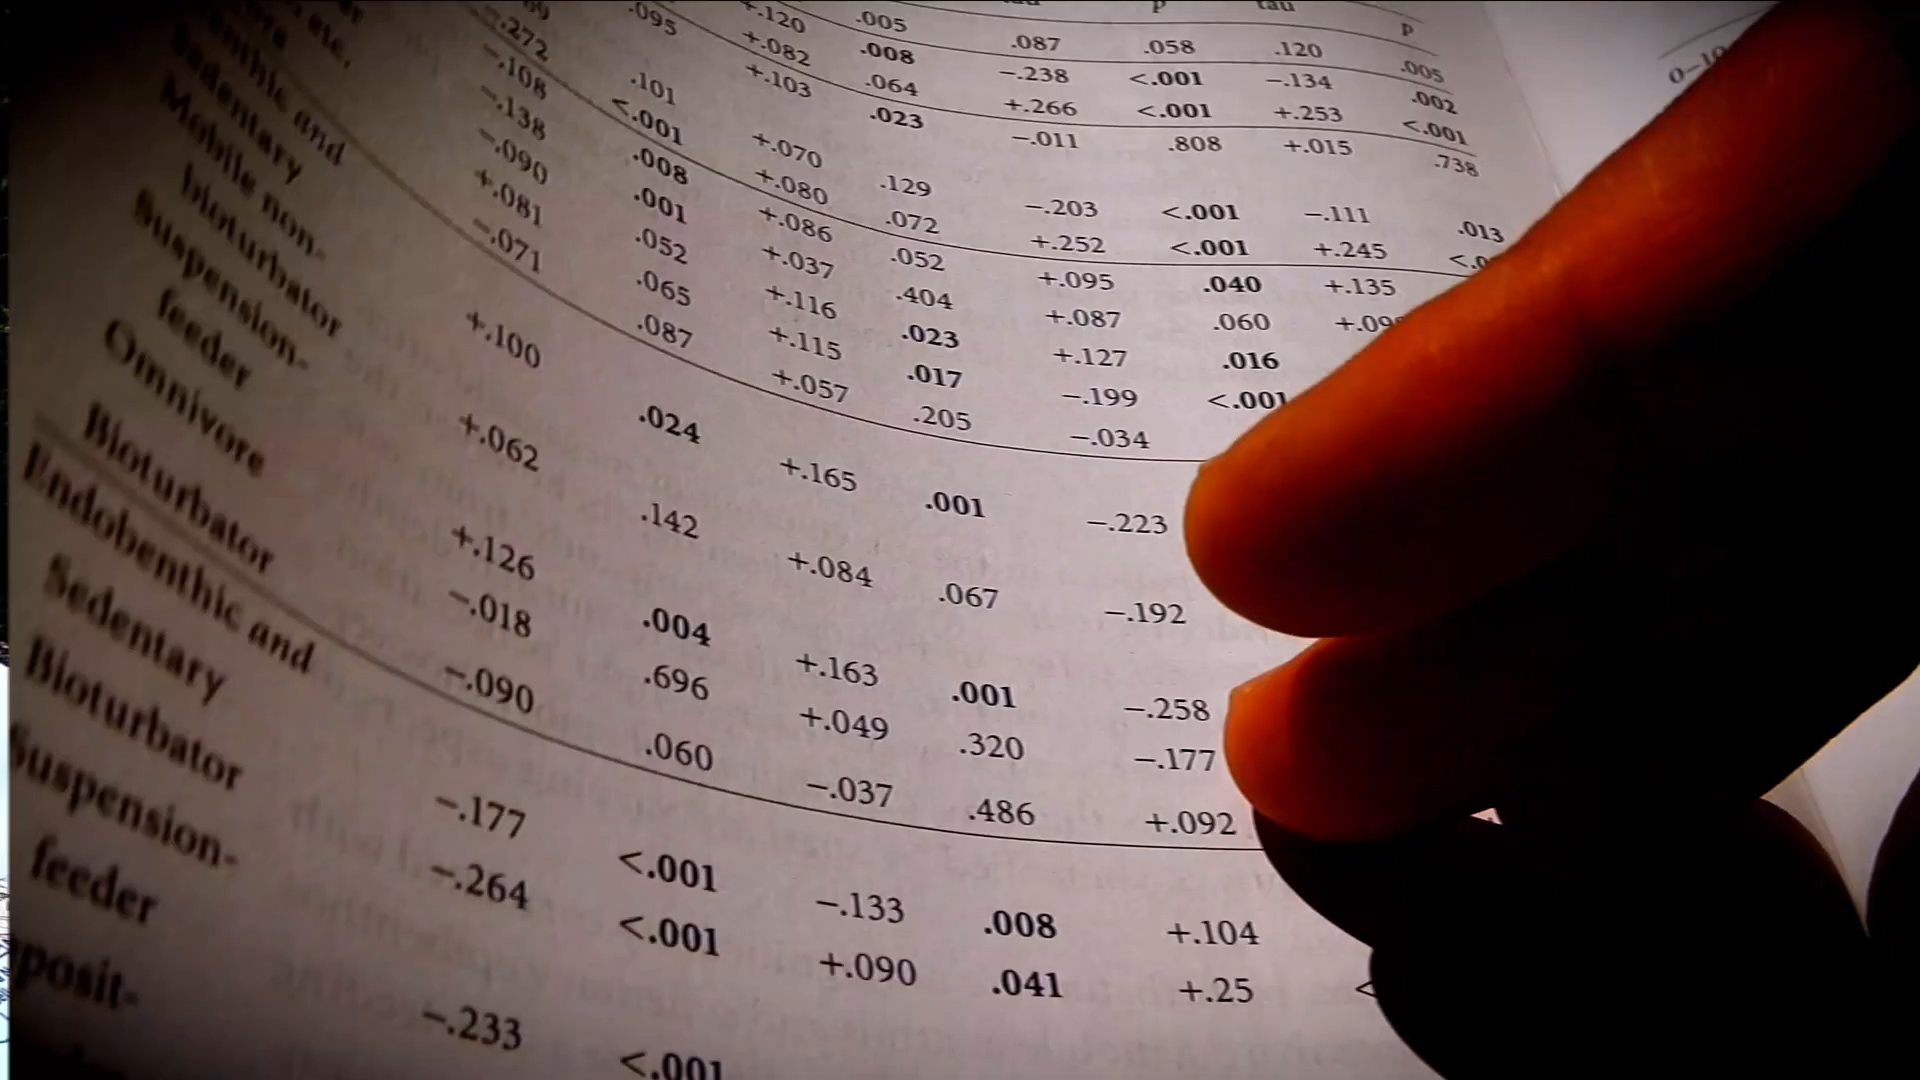 p tau p
.005 .087 .058 .120 .005
+.120 .008 −.238 <.001 −.134 .002
+.082 .064 +.266 <.001 +.253 <.001
.095 +.103 .023 −.011 .808 +.015 .738
.101 +.070 .129 −.203 <.001 −.111 .013
−.272 <.001 +.080 .072 +.252 <.001 +.245
−.108 .008 +.086 .052 +.095 .040 +.135
−.138 .001 +.037 .404 +.087 .060
−.090 .052 +.116 .023 +.127 .016
etc. +.081 .065 +.115 .017 −.199 <.001
−.071 .087 +.057 .205 −.034
and
Sedentary +.100 .024 +.165 .001 −.223
Mobile non-
bioturbator +.062 .142 +.084 .067 −.192
Suspension-
feeder +.126 .004 +.163 .001 −.258
Omnivore −.018 .696 +.049 .320 −.177
Bioturbator −.090 .060 −.037 .486 +.092
Endobenthic and
Sedentary −.177 <.001 −.133 .008 +.104
Bioturbator −.264 <.001 +.090 .041 +.25 <
Suspension-
feeder −.233 <.001
posit-